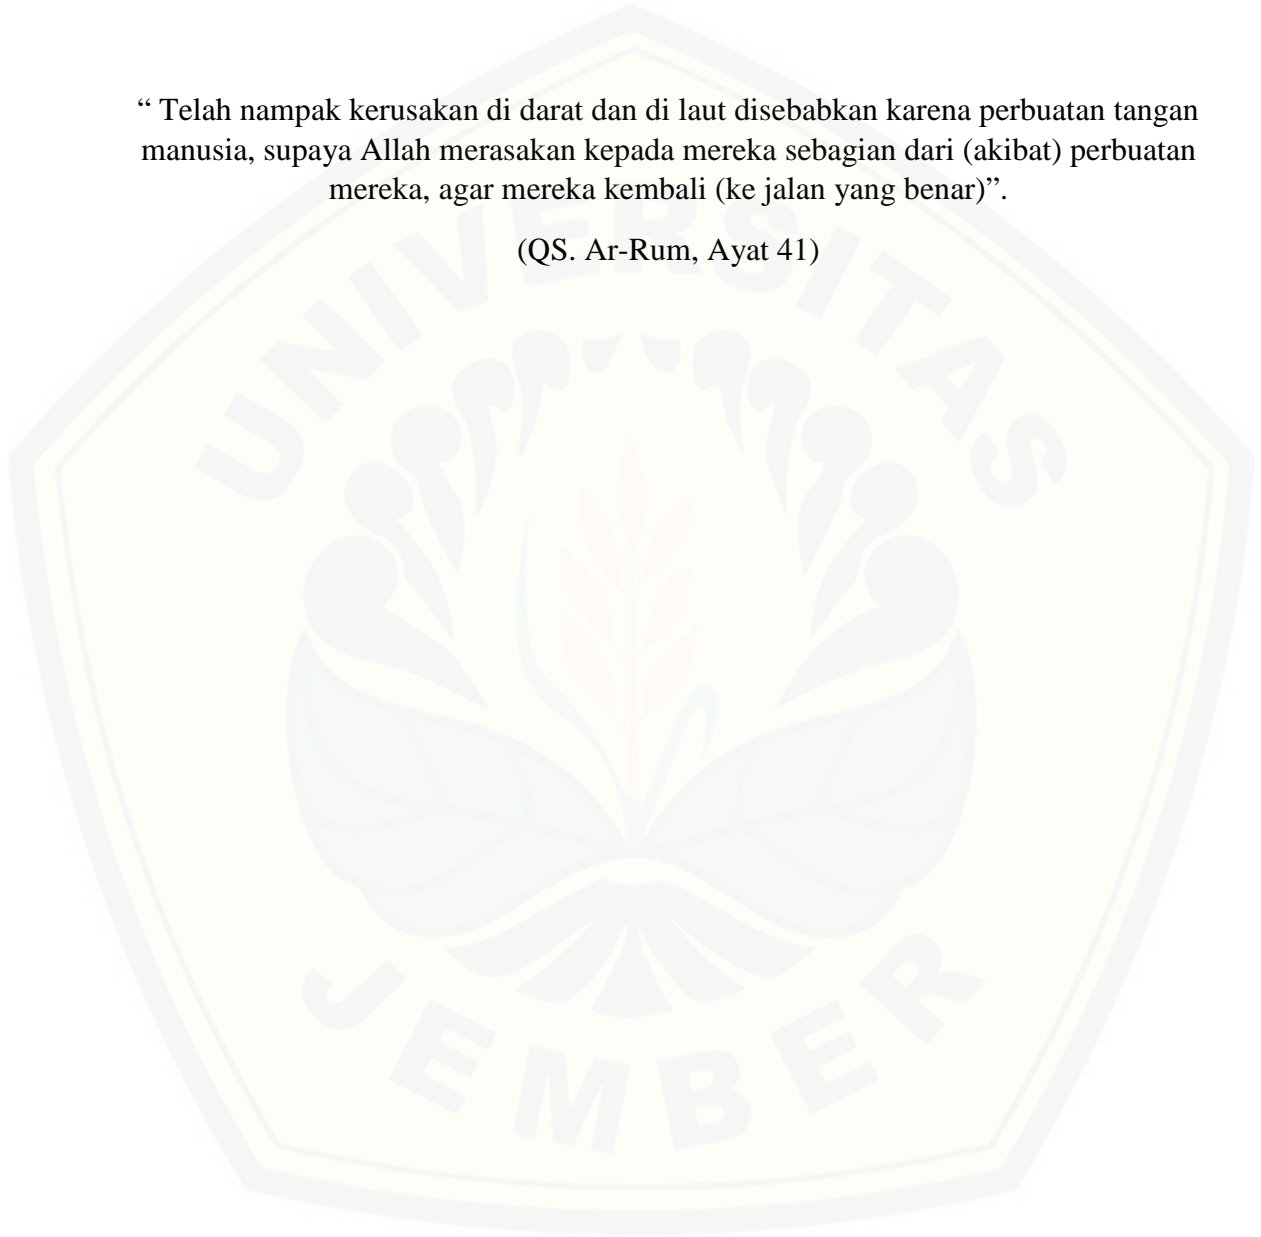 “ Telah nampak kerusakan di darat dan di laut disebabkan karena perbuatan tangan
manusia, supaya Allah merasakan kepada mereka sebagian dari (akibat) perbuatan
mereka, agar mereka kembali (ke jalan yang benar)”.
(QS. Ar-Rum, Ayat 41)
UNIVERSITAS
JEMBER